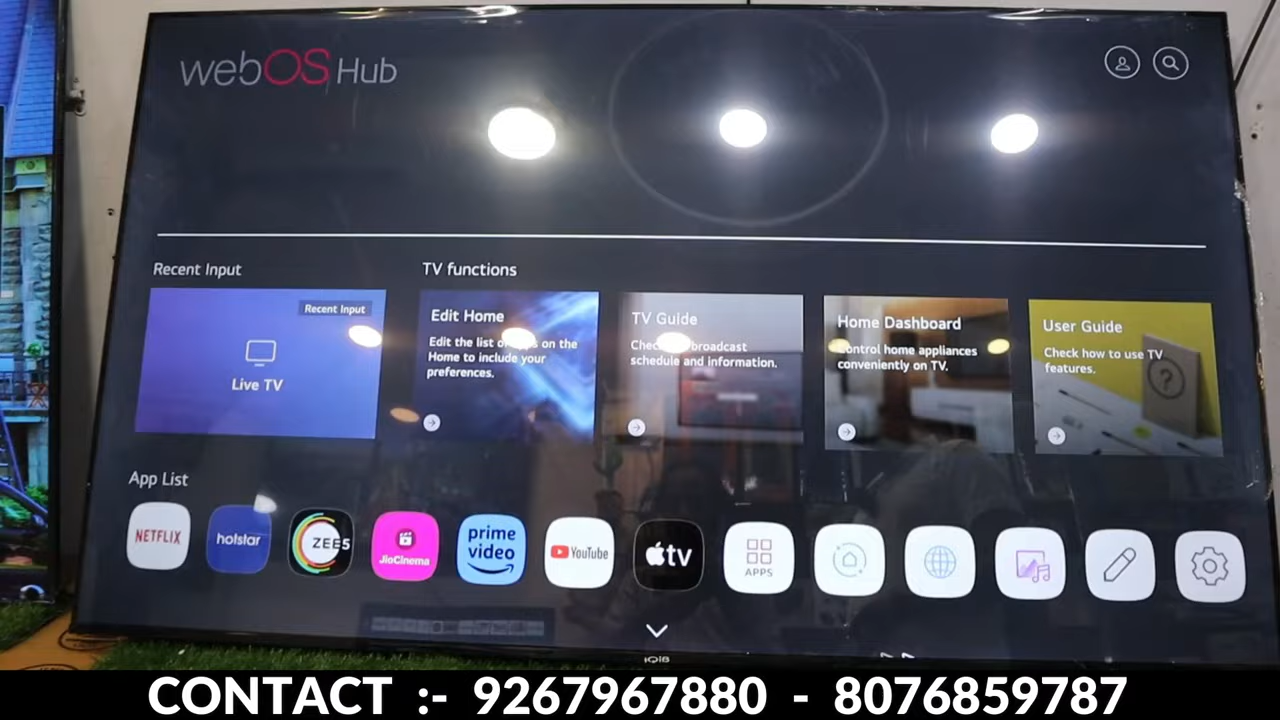 webOS Hub
Recent Input
TV functions
Recent Input
Live TV
Edit Home
Edit the list of apps on the
Home to include your
preferences.
TV Guide
Check broadcast
schedule and information.
Home Dashboard
Control home appliances
conveniently on TV.
User Guide
Check how to use TV
features.
App List
NETFLIX
hotstar
ZEE5
JioCinema
prime
video
YouTube
tv
APPS
CONTACT :- 9267967880 - 8076859787